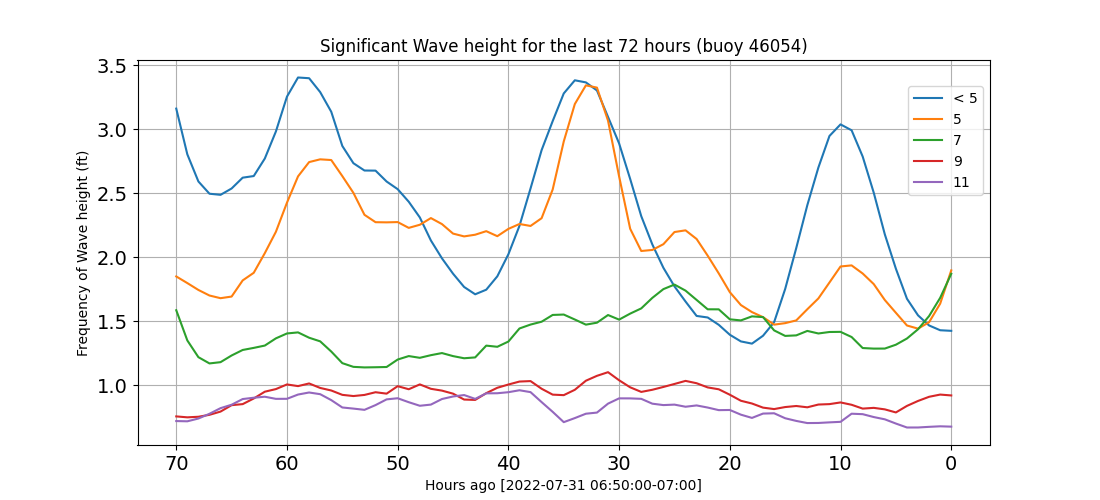 Significant Wave height for the last 72 hours (buoy 46054)
Frequency of Wave height (ft)
3.5
3.0
2.5
2.0
1.5
1.0
< 5
5
7
9
11
70 60 50 40 30 20 10 0
Hours ago [2022-07-31 06:50:00-07:00]